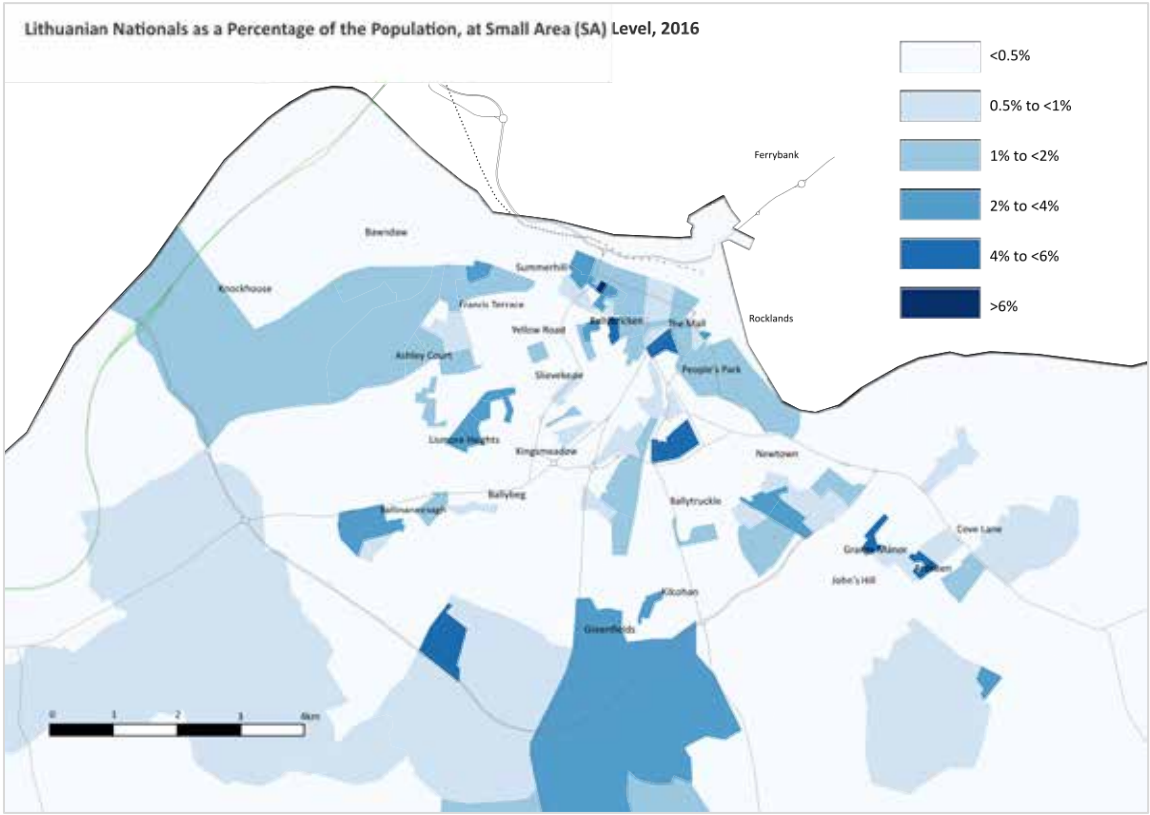 Lithuanian Nationals as a Percentage of the Population, at Small Area (SA) Level, 2016
<0.5%
0.5% to <1%
Ferrybank
1% to <2%
2% to <4%
Bawndaw
4% to <6%
Summerhill
Knockhouse
>6%
Francis Terrace
Rocklands
Ballybricken
The Mall
Yellow Road
Ashley Court
People's Park
Slievekeale
Lismore Heights
Kingsmeadow
Newtown
Ballybeg
Ballytruckle
Ballinaneesagh
Cove Lane
Grange Manor
John's Hill
Kilcohan
Greenfields
0 1 2 3 4km